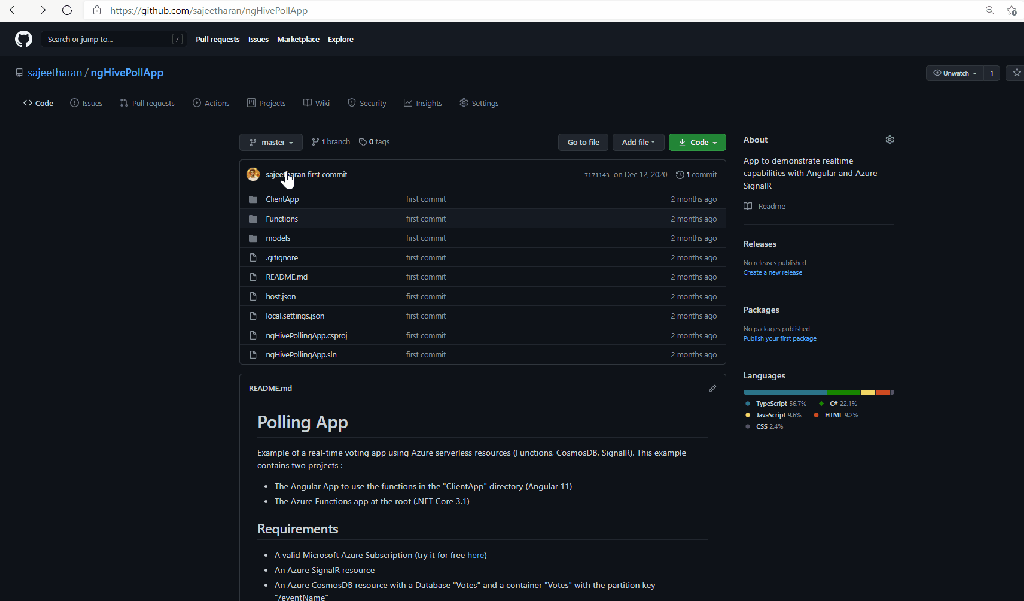 https://github.com/sajeetharan/ngHivePollApp
Search or jump to... / Pull requests Issues Marketplace Explore
sajeetharan / ngHivePollApp
Unwatch 1
Code Issues Pull requests Actions Projects Wiki Security Insights Settings
master 1 branch 0 tags Go to file Add file Code
sajeetharan first commit on Dec 12, 2020 1 commit
ClientApp first commit 2 months ago
Functions first commit 2 months ago
models first commit 2 months ago
.gitignore first commit 2 months ago
README.md first commit 2 months ago
host.json first commit 2 months ago
local.settings.json first commit 2 months ago
ngHivePollingApp.csproj first commit 2 months ago
ngHivePollingApp.sln first commit 2 months ago
README.md
Polling App
Example of a real-time voting app using Azure serverless resources (Functions, CosmosDB, SignalR). This example
contains two projects :
The Angular App to use the functions in the "ClientApp" directory (Angular 11)
The Azure Functions app at the root (.NET Core 3.1)
Requirements
A valid Microsoft Azure Subscription (try it for free here)
An Azure SignalR resource
An Azure CosmosDB resource with a Database "Votes" and a container "Votes" with the partition key
"/eventName"
About
App to demonstrate realtime
capabilities with Angular and Azure
SignalR
Readme
Releases
No releases published
Create a new release
Packages
No packages published
Publish your first package
Languages
TypeScript 56.7% C# 22.1%
JavaScript 9.6% HTML 9.2%
CSS 2.4%